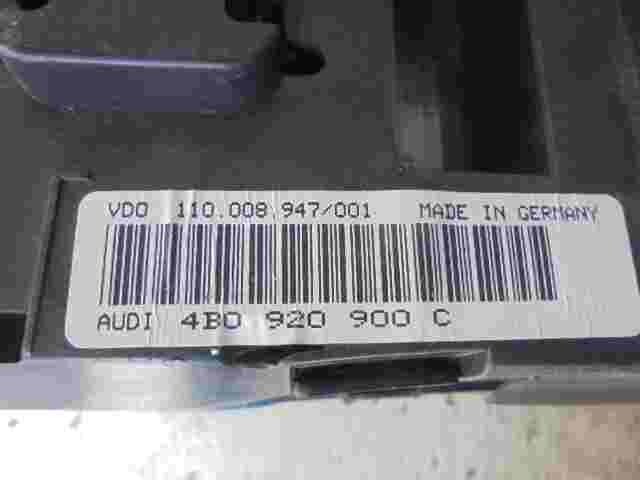 VDO 110.008.947/001 MADE IN GERMANY
AUDI 4B0 920 900 C